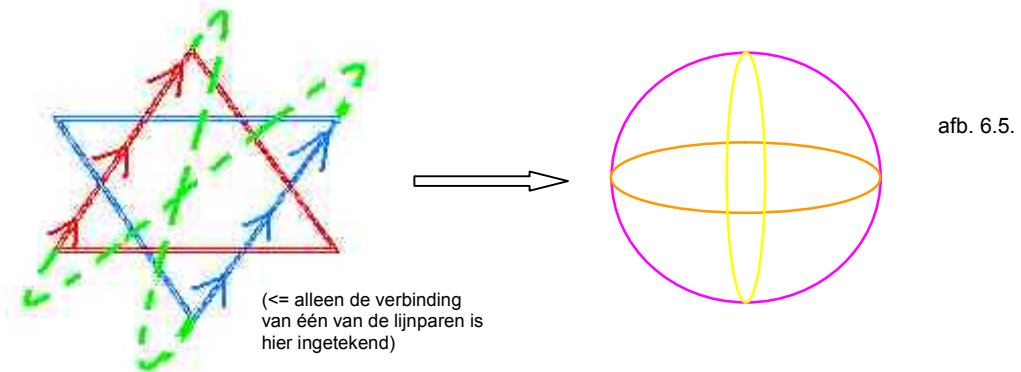 afb. 6.5.
(<= alleen de verbinding
van één van de lijnparen is
hier ingetekend)